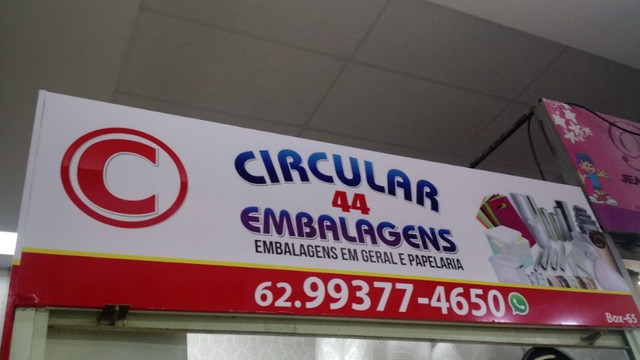 C
CIRCULAR
44
EMBALAGENS
EMBALAGENS EM GERAL E PAPELARIA
62.99377-4650
Box-65